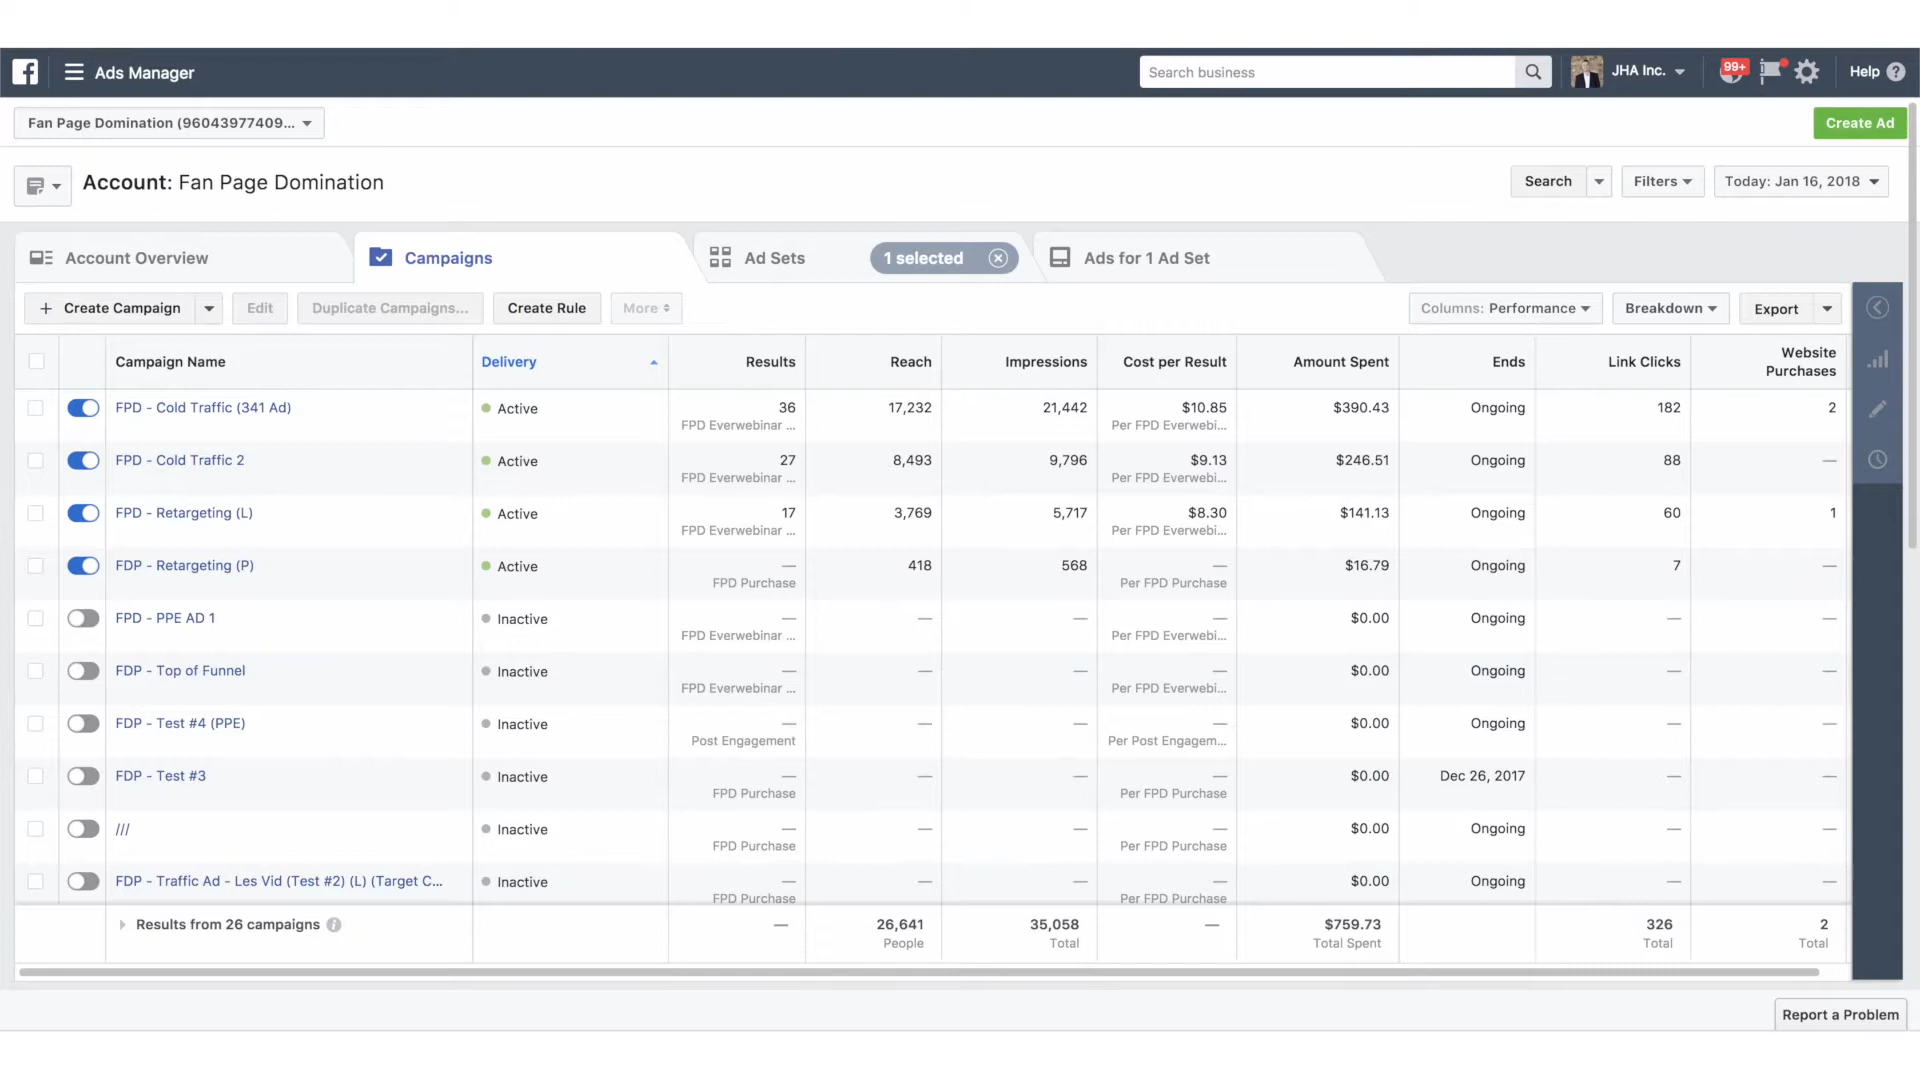 Ads Manager
Search business
JHA Inc.
99+
Help
Fan Page Domination (96043977409...
Create Ad
Account: Fan Page Domination
Search
Filters
Today: Jan 16, 2018
Account Overview
Campaigns
Ad Sets
1 selected
Ads for 1 Ad Set
+ Create Campaign
Edit
Duplicate Campaigns...
Create Rule
More
Columns: Performance
Breakdown
Export
Campaign Name Delivery Results Reach Impressions Cost per Result Amount Spent Ends Link Clicks Website Purchases
FPD - Cold Traffic (341 Ad) Active 36 17,232 21,442 $10.85 $390.43 Ongoing 182 2
FPD Everwebinar ... Per FPD Everwebi...
FPD - Cold Traffic 2 Active 27 8,493 9,796 $9.13 $246.51 Ongoing 88 —
FPD Everwebinar ... Per FPD Everwebi...
FPD - Retargeting (L) Active 17 3,769 5,717 $8.30 $141.13 Ongoing 60 1
FPD Everwebinar ... Per FPD Everwebi...
FDP - Retargeting (P) Active — 418 568 — $16.79 Ongoing 7 —
FPD Purchase Per FPD Purchase
FPD - PPE AD 1 Inactive — — — — $0.00 Ongoing — —
FPD Everwebinar ... Per FPD Everwebi...
FDP - Top of Funnel Inactive — — — — $0.00 Ongoing — —
FPD Everwebinar ... Per FPD Everwebi...
FDP - Test #4 (PPE) Inactive — — — — $0.00 Ongoing — —
Post Engagement Per Post Engagem...
FDP - Test #3 Inactive — — — — $0.00 Dec 26, 2017 — —
FPD Purchase Per FPD Purchase
/// Inactive — — — — $0.00 Ongoing — —
FPD Purchase Per FPD Purchase
FDP - Traffic Ad - Les Vid (Test #2) (L) (Target C... Inactive — — — — $0.00 Ongoing — —
FPD Purchase Per FPD Purchase
Results from 26 campaigns — 26,641 35,058 — $759.73 326 2
People Total Total Spent Total Total
Report a Problem